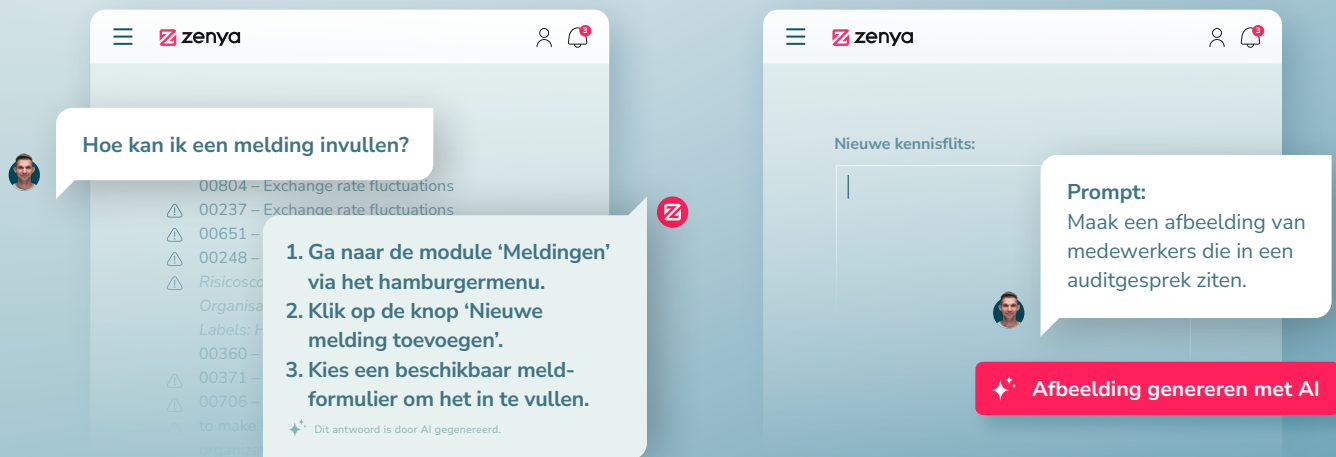 zenya
3
Hoe kan ik een melding invullen?
00804 – Exchange rate fluctuations
00237 – Exchange rate fluctuations
00651 –
00248 –
Organisa
Labels: H
00360 –
00371 –
00706 –
to make
1. Ga naar de module ‘Meldingen’
via het hamburgermenu.
2. Klik op de knop ‘Nieuwe
melding toevoegen’.
3. Kies een beschikbaar meld-
formulier om het in te vullen.
Dit antwoord is door AI gegenereerd.
zenya
3
Nieuwe kennisflits:
Prompt:
Maak een afbeelding van
medewerkers die in een
auditgesprek ziten.
Afbeelding genereren met AI